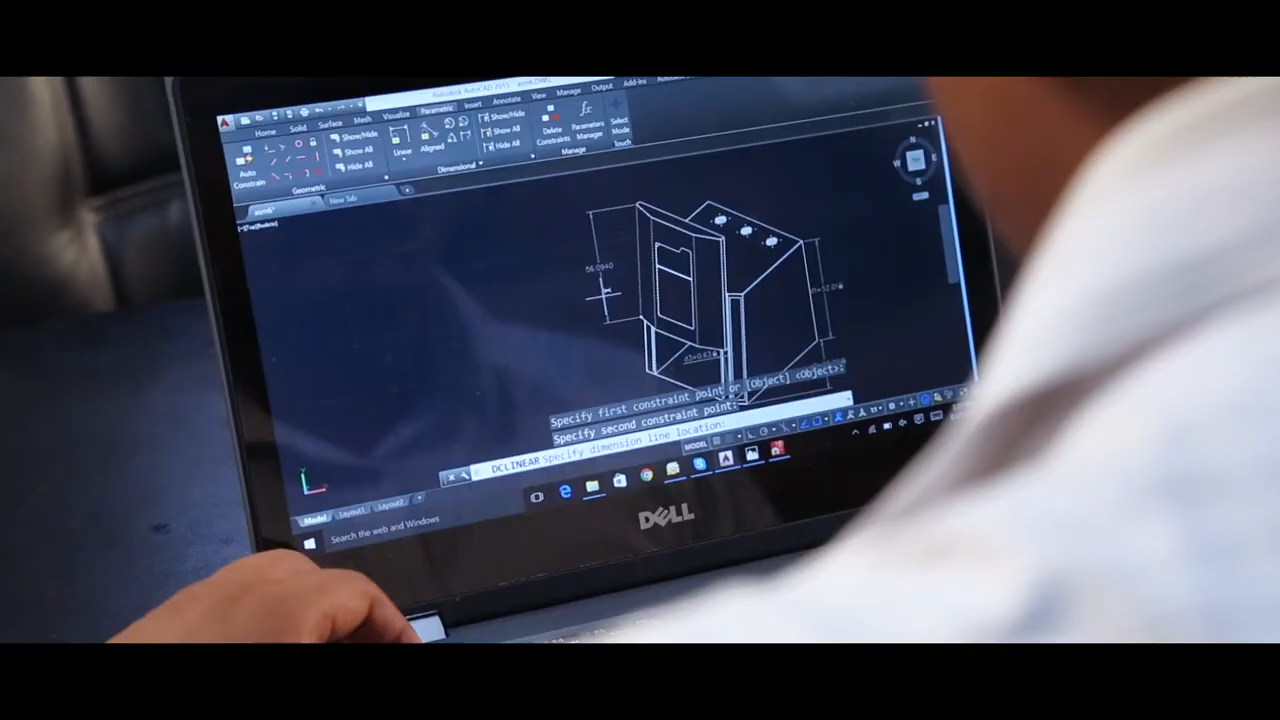 Autodesk AutoCAD 2015
Home Solid Surface Mesh Visualize Parametric Insert Annotate View Manage Output Add-ins
Auto
Constrain
Show/Hide
Show All
Hide All
Geometric
Linear
Aligned
Show/Hide
Show All
Hide All
Dimensional
Delete
Constraints
Parameters
Manager
Manage
Select
Mode
Touch
New Tab
N
W
E
S
56.0940
d3=0.63
Specify first constraint point or [Object] <Object>:
Specify second constraint point:
DCLINEAR Specify dimension line location:
MODEL
Model Layout1 Layout2 +
Search the web and Windows
DELL